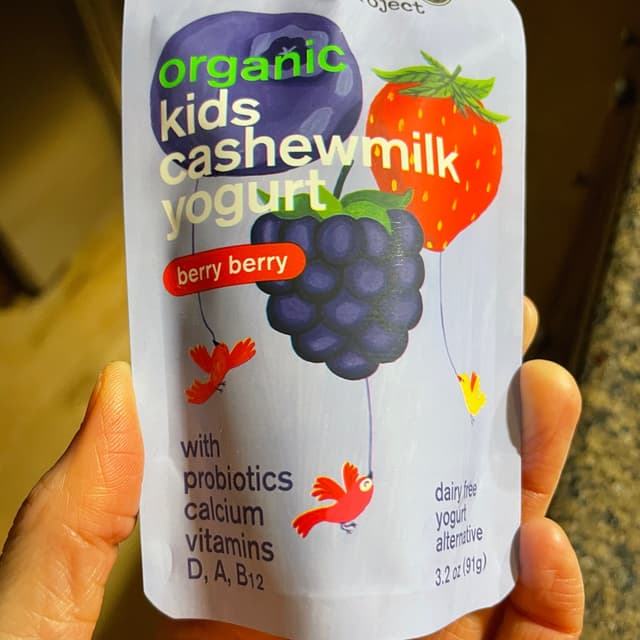 organic
kids
cashewmilk
yogurt
berry berry
with
probiotics
calcium
vitamins
D, A, B12
dairy free
yogurt
alternative
3.2 oz (91g)